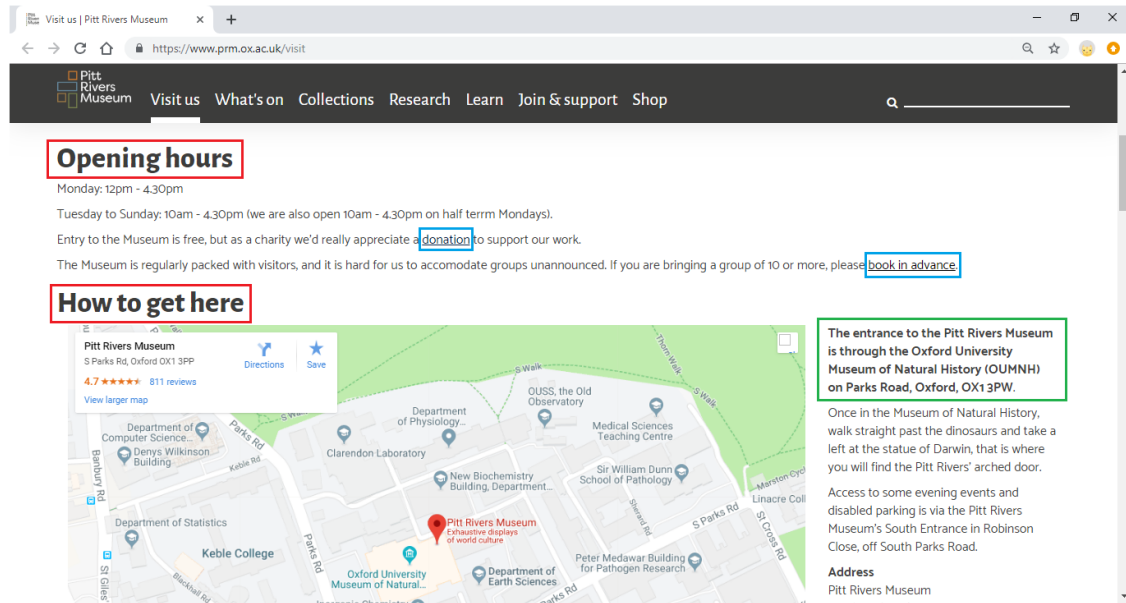 Visit us | Pitt Rivers Museum
https://www.prm.ox.ac.uk/visit
Pitt
Rivers
Museum
Visit us What's on Collections Research Learn Join & support Shop
Opening hours
Monday: 12pm - 4.30pm
Tuesday to Sunday: 10am - 4.30pm (we are also open 10am - 4.30pm on half terrm Mondays).
Entry to the Museum is free, but as a charity we'd really appreciate a donation to support our work.
The Museum is regularly packed with visitors, and it is hard for us to accomodate groups unannounced. If you are bringing a group of 10 or more, please book in advance.
How to get here
Pitt Rivers Museum
S Parks Rd, Oxford OX1 3PP
4.7 811 reviews
View larger map
Directions
Save
Thorn Walk
S Walk
S Walk
OUSS, the Old
Observatory
Department
of Physiology...
Medical Sciences
Teaching Centre
Department of
Computer Science...
Parks Rd
Denys Wilkinson
Building
Clarendon Laboratory
Keble Rd
Banbury Rd
New Biochemistry
Building, Department...
Sir William Dunn
School of Pathology
Marston Cycl
Linacre Coll
Sherard Rd
S Parks Rd
St Cross Rd
Department of Statistics
Pitt Rivers Museum
Exhaustive displays
of world culture
Keble College
Parks Rd
Oxford University
Museum of Natural...
Peter Medawar Building
for Pathogen Research
Department of
Earth Sciences
St Giles'
Blackhall Rd
Inorganic Chemistry
The entrance to the Pitt Rivers Museum
is through the Oxford University
Museum of Natural History (OUMNH)
on Parks Road, Oxford, OX1 3PW.
Once in the Museum of Natural History,
walk straight past the dinosaurs and take a
left at the statue of Darwin, that is where
you will find the Pitt Rivers' arched door.
Access to some evening events and
disabled parking is via the Pitt Rivers
Museum's South Entrance in Robinson
Close, off South Parks Road.
Address
Pitt Rivers Museum